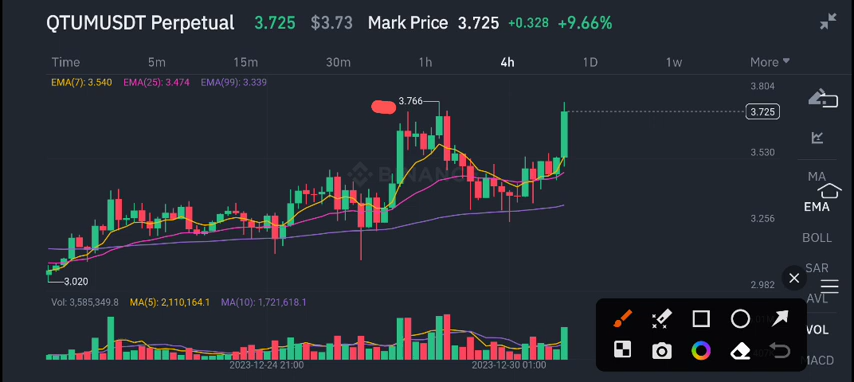 QTUMUSDT Perpetual 3.725 $3.73 Mark Price 3.725 +0.328 +9.66%
Time 5m 15m 30m 1h 4h 1D 1w More
EMA(7): 3.540 EMA(25): 3.474 EMA(99): 3.339
3.804
3.766
3.725
3.530
BINANCE
MA
EMA
3.256
BOLL
SAR
3.020
2.982
AVL
Vol: 3,585,349.8 MA(5): 2,110,164.1 MA(10): 1,721,618.1
VOL
MACD
2023-12-24 21:00
2023-12-30 01:00